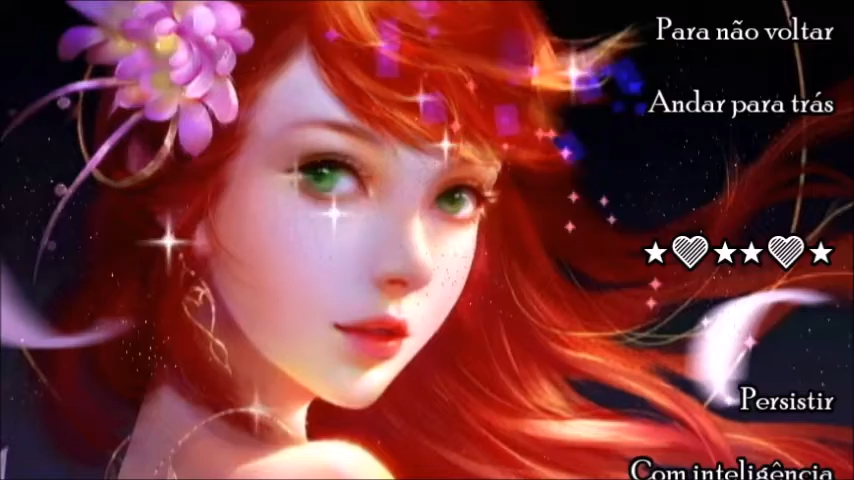 Para não voltar
Andar para trás
★♥★★♥★
Persistir
Com inteligência